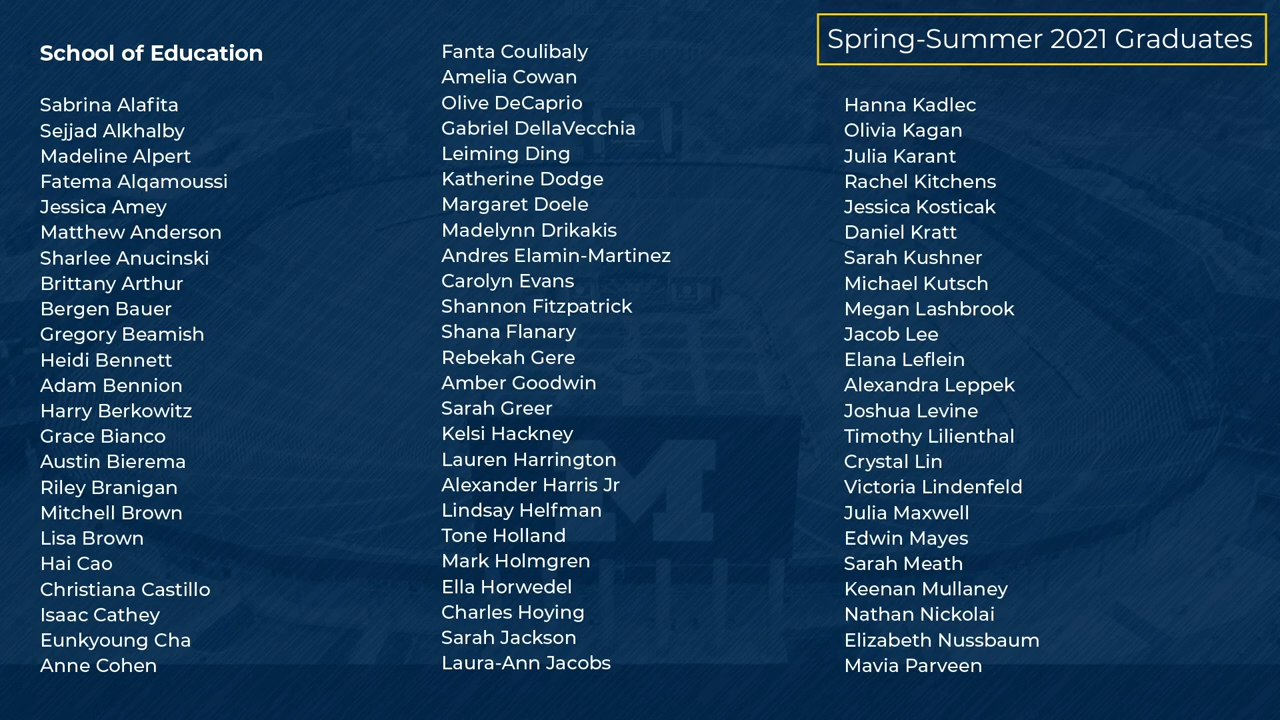 School of Education
Sabrina Alafita
Sejjad Alkhalby
Madeline Alpert
Fatema Alqamoussi
Jessica Amey
Matthew Anderson
Sharlee Anucinski
Brittany Arthur
Bergen Bauer
Gregory Beamish
Heidi Bennett
Adam Bennion
Harry Berkowitz
Grace Bianco
Austin Bierema
Riley Branigan
Mitchell Brown
Lisa Brown
Hai Cao
Christiana Castillo
Isaac Cathey
Eunkyoung Cha
Anne Cohen
Fanta Coulibaly
Amelia Cowan
Olive DeCaprio
Gabriel DellaVecchia
Leiming Ding
Katherine Dodge
Margaret Doele
Madelynn Drikakis
Andres Elamin-Martinez
Carolyn Evans
Shannon Fitzpatrick
Shana Flanary
Rebekah Gere
Amber Goodwin
Sarah Greer
Kelsi Hackney
Lauren Harrington
Alexander Harris Jr
Lindsay Helfman
Tone Holland
Mark Holmgren
Ella Horwedel
Charles Hoying
Sarah Jackson
Laura-Ann Jacobs
Spring-Summer 2021 Graduates
Hanna Kadlec
Olivia Kagan
Julia Karant
Rachel Kitchens
Jessica Kosticak
Daniel Kratt
Sarah Kushner
Michael Kutsch
Megan Lashbrook
Jacob Lee
Elana Leflein
Alexandra Leppek
Joshua Levine
Timothy Lilienthal
Crystal Lin
Victoria Lindenfeld
Julia Maxwell
Edwin Mayes
Sarah Meath
Keenan Mullaney
Nathan Nickolai
Elizabeth Nussbaum
Mavia Parveen
M